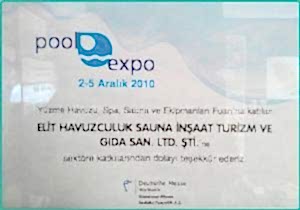 pool
expo
2-5 Aralık 2010
Yüzme Havuzu, Spa, Sauna ve Ekipmanları Fuarı'na katılan
ELİT HAVUZCULUK SAUNA İNŞAAT TURİZM VE
GIDA SAN. LTD. ŞTİ.'ne
sektöre katkılarından dolayı teşekkür ederiz.
Deutsche Messe